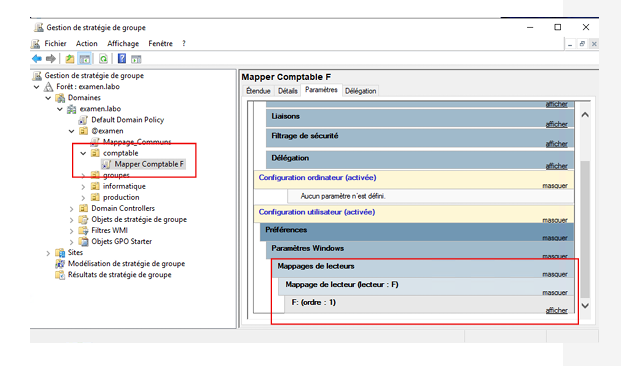 Gestion de stratégie de groupe
Fichier Action Affichage Fenêtre ?
Gestion de stratégie de groupe
Forêt : examen.labo
Domaines
examen.labo
Default Domain Policy
@examen
Mappage_Communs
comptable
Mapper Comptable F
groupes
informatique
production
Domain Controllers
Objets de stratégie de groupe
Filtres WMI
Objets GPO Starter
Sites
Modélisation de stratégie de groupe
Résultats de stratégie de groupe
Mapper Comptable F
Étendue Détails Paramètres Délégation
afficher
Liaisons
afficher
Filtrage de sécurité
afficher
Délégation
afficher
Configuration ordinateur (activée)
masquer
Aucun paramètre n'est défini.
Configuration utilisateur (activée)
masquer
Préférences
masquer
Paramètres Windows
masquer
Mappages de lecteurs
masquer
Mappage de lecteur (lecteur : F)
masquer
F: (ordre : 1)
afficher